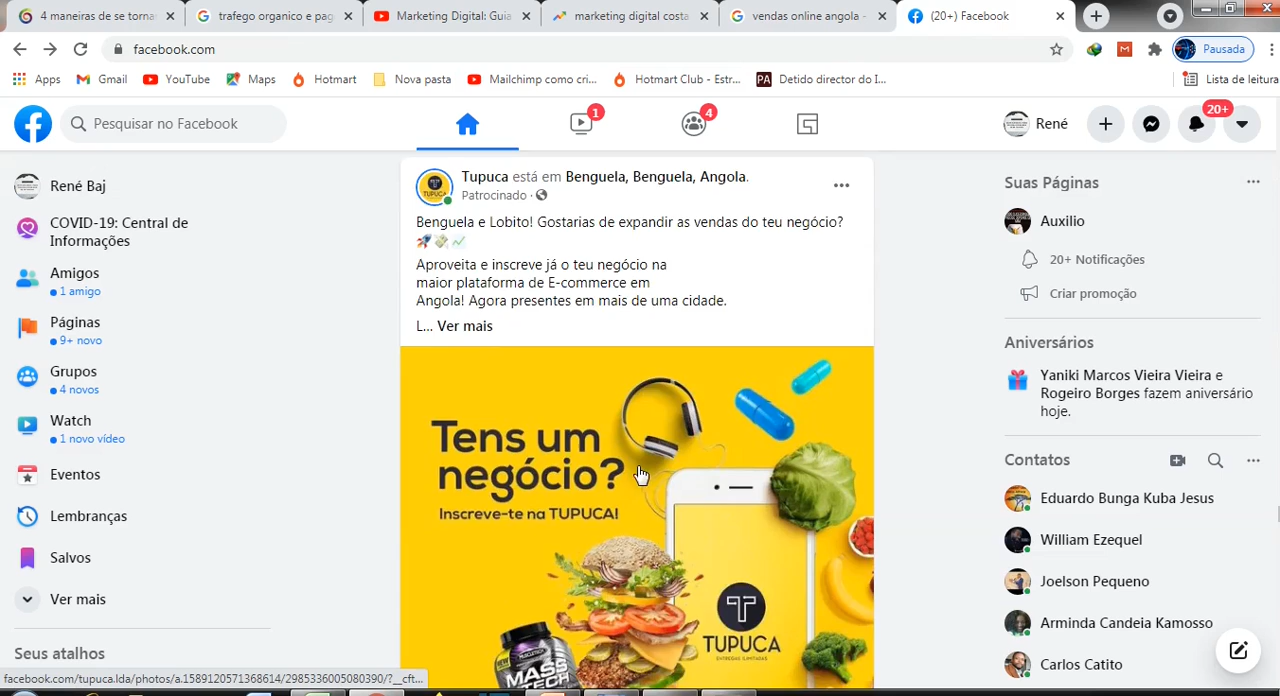 4 maneiras de se torna
trafego organico e pag
Marketing Digital: Guia
marketing digital costa
vendas online angola -
(20+) Facebook
facebook.com
Pausada
Apps
Gmail
YouTube
Maps
Hotmart
Nova pasta
Mailchimp como cri...
Hotmart Club - Estr...
PA
Detido director do I...
Lista de leitura
Pesquisar no Facebook
1
4
René
20+
René Baj
COVID-19: Central de
Informações
Amigos
1 amigo
Páginas
9+ novo
Grupos
4 novos
Watch
1 novo vídeo
Eventos
Lembranças
Salvos
Ver mais
Seus atalhos
Tupuca está em Benguela, Benguela, Angola.
Patrocinado ·
Benguela e Lobito! Gostarias de expandir as vendas do teu negócio?
Aproveita e inscreve já o teu negócio na
maior plataforma de E-commerce em
Angola! Agora presentes em mais de uma cidade.
L... Ver mais
Tens um
negócio?
Inscreve-te na TUPUCA!
TUPUCA
ENTREGAS ILIMITADAS
MASS
TECH
Suas Páginas
Auxilio
20+ Notificações
Criar promoção
Aniversários
Yaniki Marcos Vieira Vieira e
Rogeiro Borges fazem aniversário
hoje.
Contatos
Eduardo Bunga Kuba Jesus
William Ezequel
Joelson Pequeno
Arminda Candeia Kamosso
Carlos Catito
facebook.com/tupuca.lda/photos/a.1589120571368614/2985526005080390/?__cft...